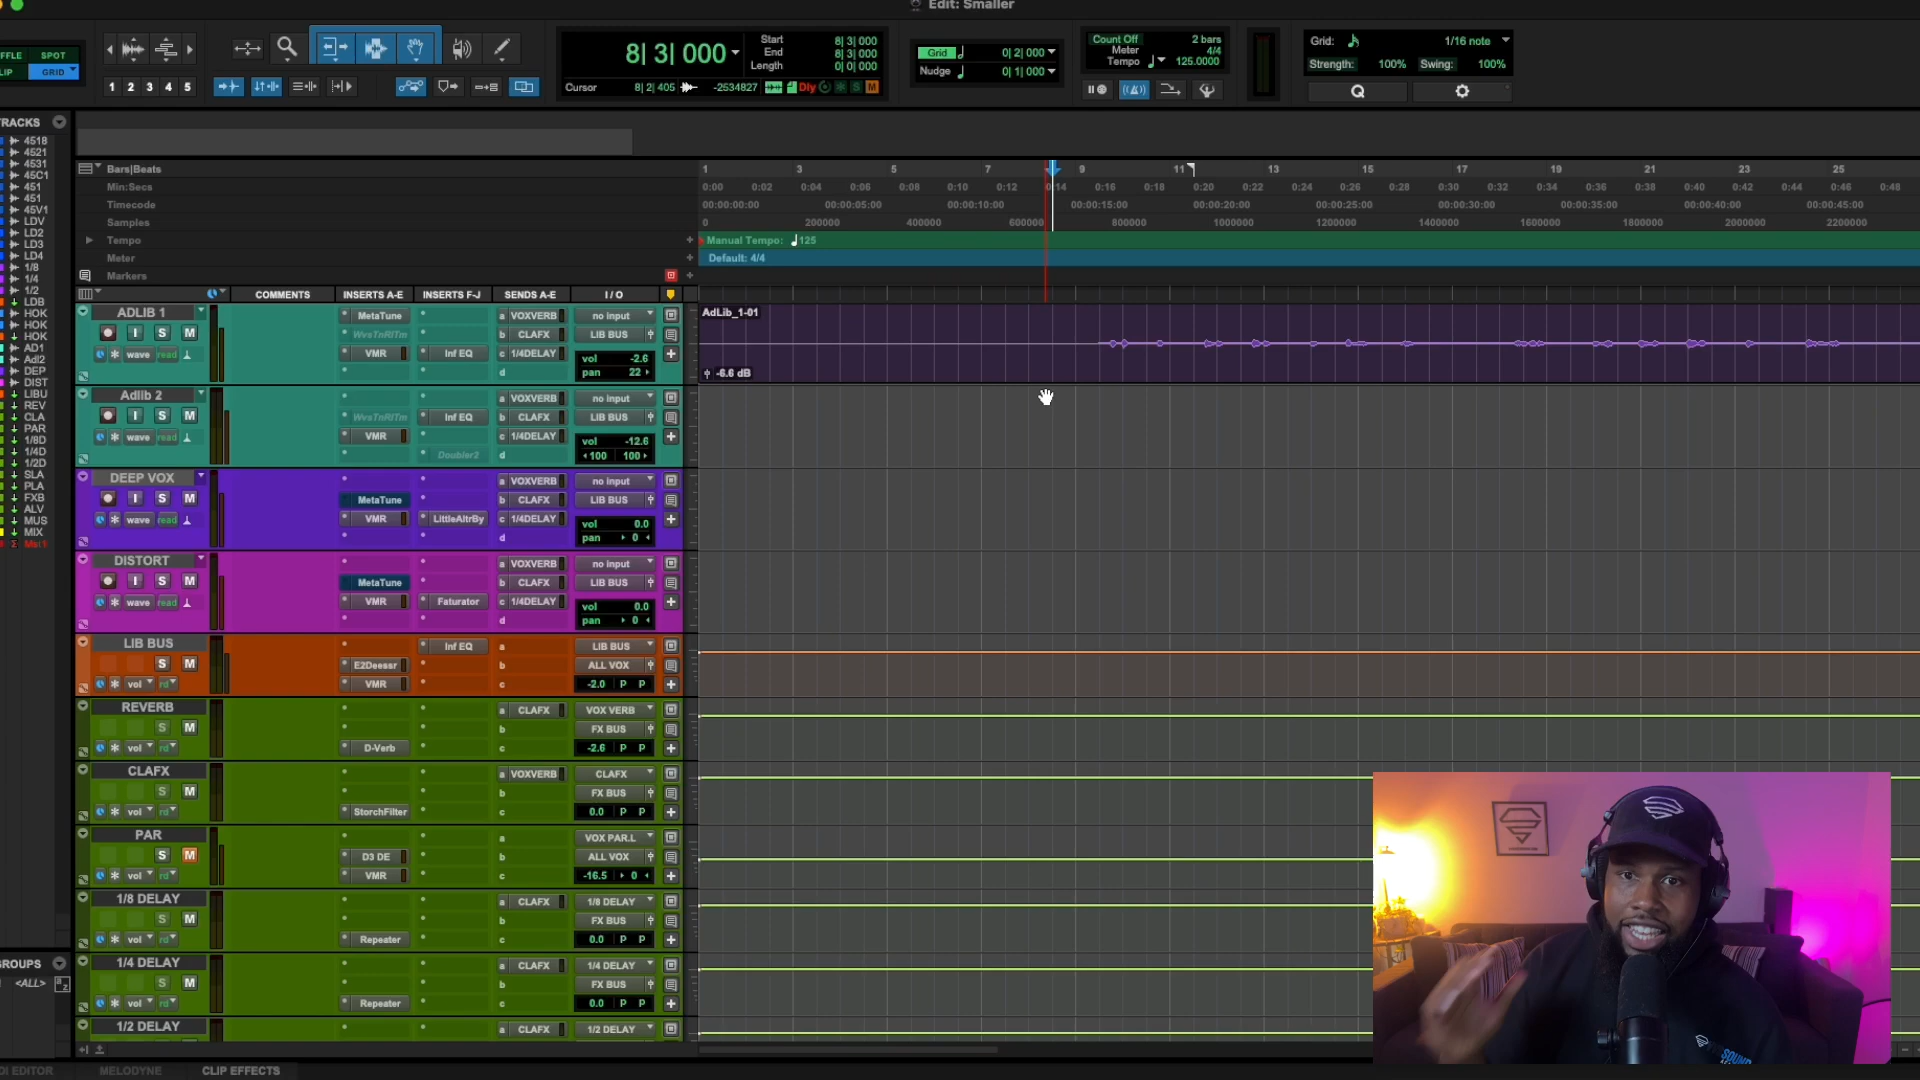 Edit: Smaller
FFLE SPOT
LIP GRID
1 2 3 4 5
8| 3| 000
Start 8| 3| 000
End 8| 3| 000
Length 0| 0| 000
Cursor 8| 2| 405 -2534827 Dly S M
Grid 0| 2| 000
Nudge 0| 1| 000
Count Off 2 bars
Meter 4/4
Tempo 125.0000
Grid: 1/16 note
Strength: 100% Swing: 100%
Q
TRACKS
4518
4521
4531
45C1
451
451
45V1
LDV
LD2
LD3
LD4
1/8
1/4
1/2
LDB
HOK
HOK
HOK
AD1
Adl2
DEP
DIST
LIBU
REV
CLA
PAR
1/8D
1/4D
1/2D
SLA
PLA
FXB
ALV
MUS
MIX
Mst1
GROUPS
<ALL>
Bars|Beats 1 3 5 7 9 11 13 15 17 19 21 23 25
Min:Secs 0:00 0:02 0:04 0:06 0:08 0:10 0:12 0:14 0:16 0:18 0:20 0:22 0:24 0:26 0:28 0:30 0:32 0:34 0:36 0:38 0:40 0:42 0:44 0:46 0:48
Timecode 00:00:00:00 00:00:05:00 00:00:10:00 00:00:15:00 00:00:20:00 00:00:25:00 00:00:30:00 00:00:35:00 00:00:40:00 00:00:45:00
Samples 0 200000 400000 600000 800000 1000000 1200000 1400000 1600000 1800000 2000000 2200000
Tempo Manual Tempo: 125
Meter Default: 4/4
Markers
COMMENTS INSERTS A-E INSERTS F-J SENDS A-E I / O
ADLIB 1 MetaTune a VOXVERB no input
I S M WvsTnRlTm b CLAFX LIB BUS
wave read VMR Inf EQ c 1/4DELAY vol -2.6
d pan 22
AdLib_1-01
-6.6 dB
Adlib 2 a VOXVERB no input
I S M WvsTnRlTm Inf EQ b CLAFX LIB BUS
wave read VMR c 1/4DELAY vol -12.6
Doubler2 d 100 100
DEEP VOX a VOXVERB no input
I S M MetaTune b CLAFX LIB BUS
wave read VMR LittleAltrBy c 1/4DELAY vol 0.0
d pan 0
DISTORT a VOXVERB no input
I S M MetaTune b CLAFX LIB BUS
wave read VMR Faturator c 1/4DELAY vol 0.0
d pan 0
LIB BUS Inf EQ a LIB BUS
S M E2Deessr b ALL VOX
vol rd VMR c -2.0 P P
REVERB a CLAFX VOX VERB
S M b FX BUS
vol rd D-Verb c -2.6 P P
CLAFX a VOXVERB CLAFX
S M b FX BUS
vol rd StorchFilter c 0.0 P P
PAR a VOX PAR.L
S M D3 DE b ALL VOX
vol rd VMR c -16.5 0
1/8 DELAY a CLAFX 1/8 DELAY
S M b FX BUS
vol rd Repeater c 0.0 P P
1/4 DELAY a CLAFX 1/4 DELAY
S M b FX BUS
vol rd Repeater c 0.0 P P
1/2 DELAY a CLAFX 1/2 DELAY
DI EDITOR MELODYNE CLIP EFFECTS
SOUND